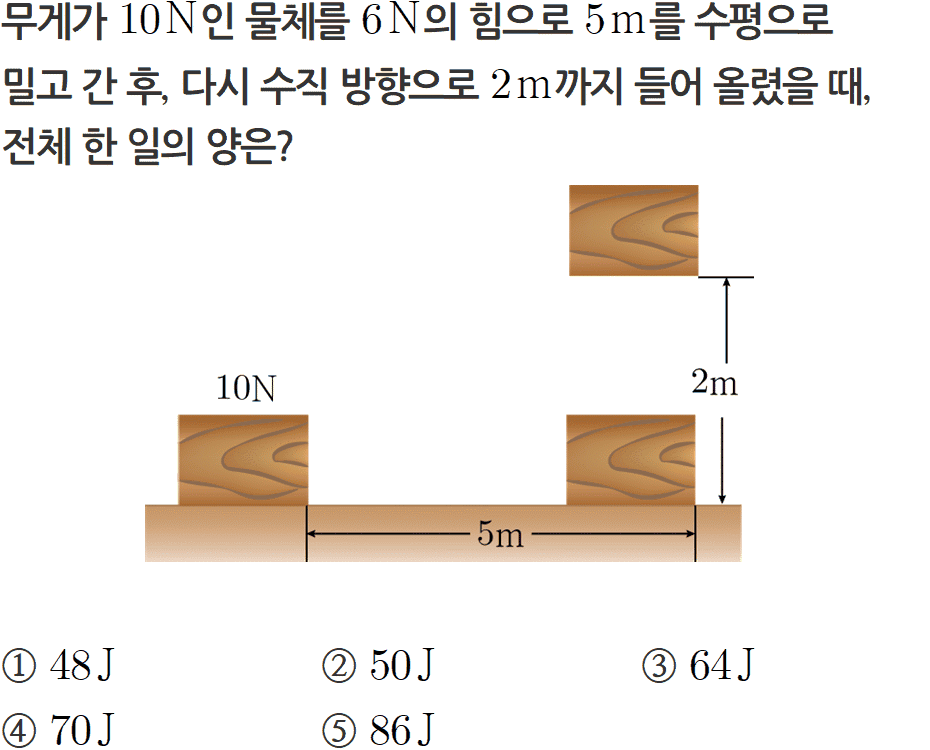 무게가 10N인 물체를 6N의 힘으로 5m를 수평으로
밀고 간 후, 다시 수직 방향으로 2m까지 들어 올렸을 때,
전체 한 일의 양은?
10N
2m
5m
① 48J ② 50J ③ 64J
④ 70J ⑤ 86J